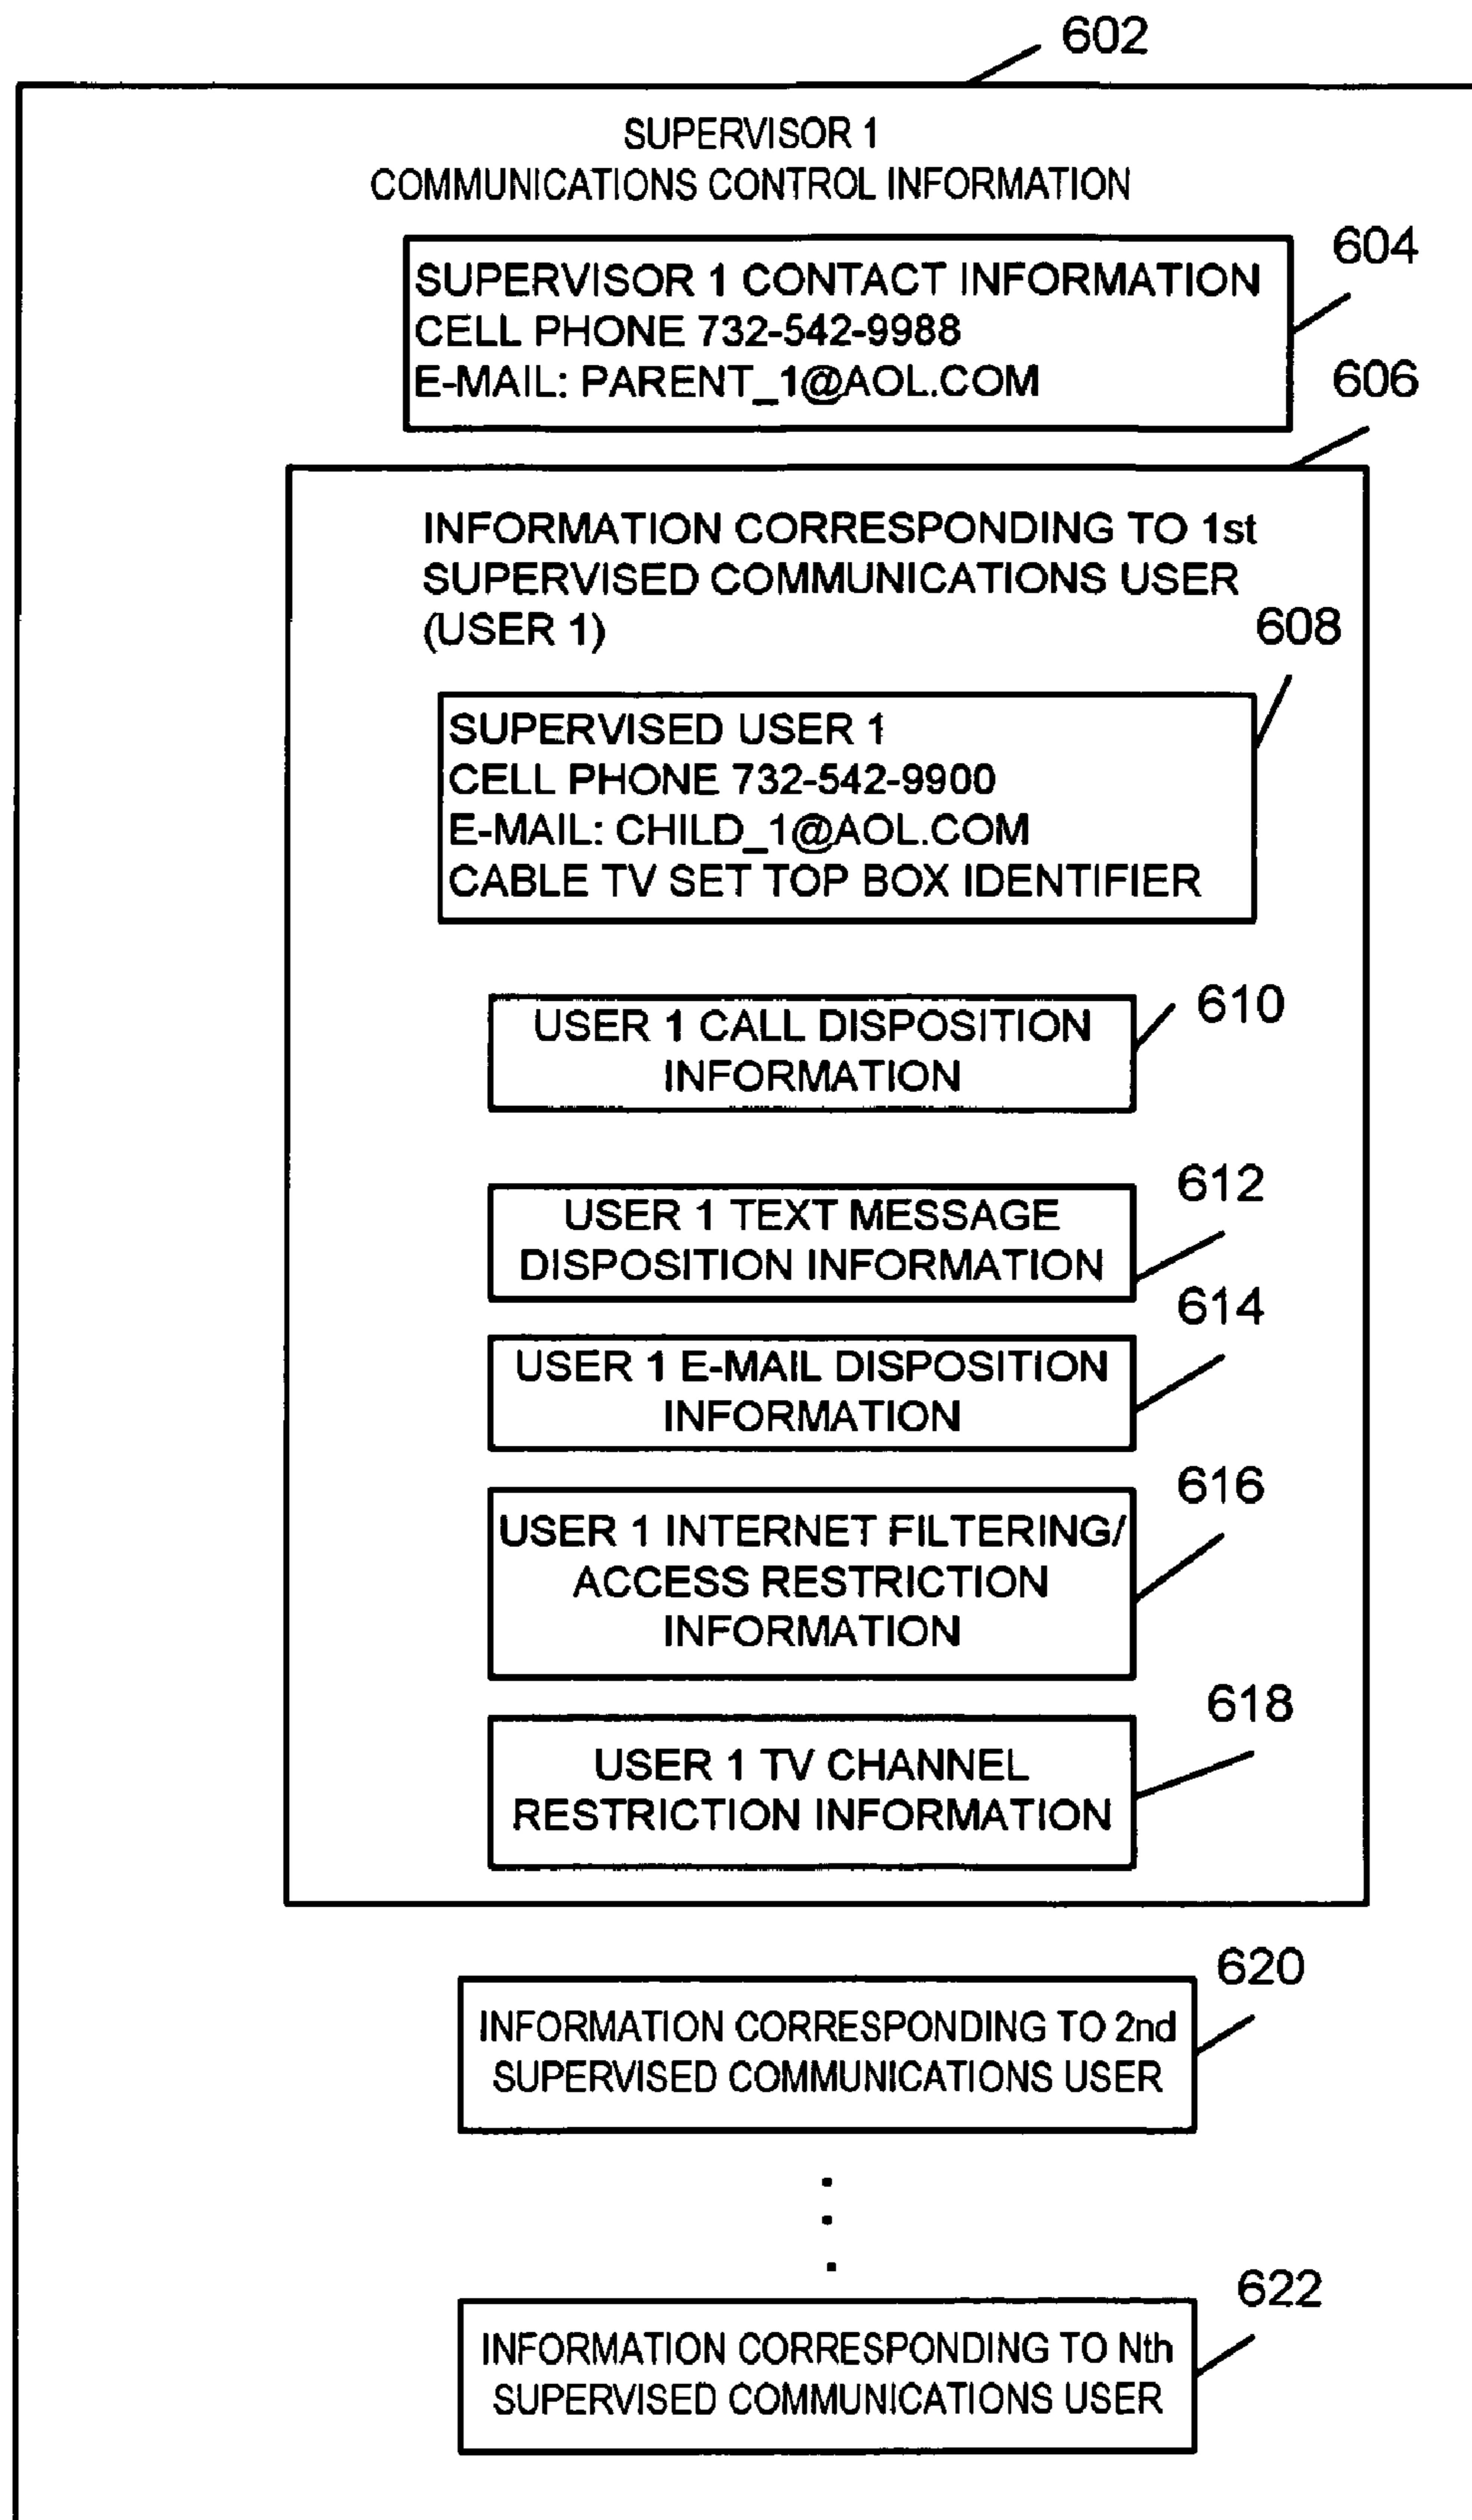 602
SUPERVISOR 1
COMMUNICATIONS CONTROL INFORMATION
604
SUPERVISOR 1 CONTACT INFORMATION
CELL PHONE 732-542-9988
E-MAIL: PARENT_1@AOL.COM
606
INFORMATION CORRESPONDING TO 1st
SUPERVISED COMMUNICATIONS USER
(USER 1)
608
SUPERVISED USER 1
CELL PHONE 732-542-9900
E-MAIL: CHILD_1@AOL.COM
CABLE TV SET TOP BOX IDENTIFIER
610
USER 1 CALL DISPOSITION
INFORMATION
612
USER 1 TEXT MESSAGE
DISPOSITION INFORMATION
614
USER 1 E-MAIL DISPOSITION
INFORMATION
616
USER 1 INTERNET FILTERING/
ACCESS RESTRICTION
INFORMATION
618
USER 1 TV CHANNEL
RESTRICTION INFORMATION
620
INFORMATION CORRESPONDING TO 2nd
SUPERVISED COMMUNICATIONS USER
622
INFORMATION CORRESPONDING TO Nth
SUPERVISED COMMUNICATIONS USER